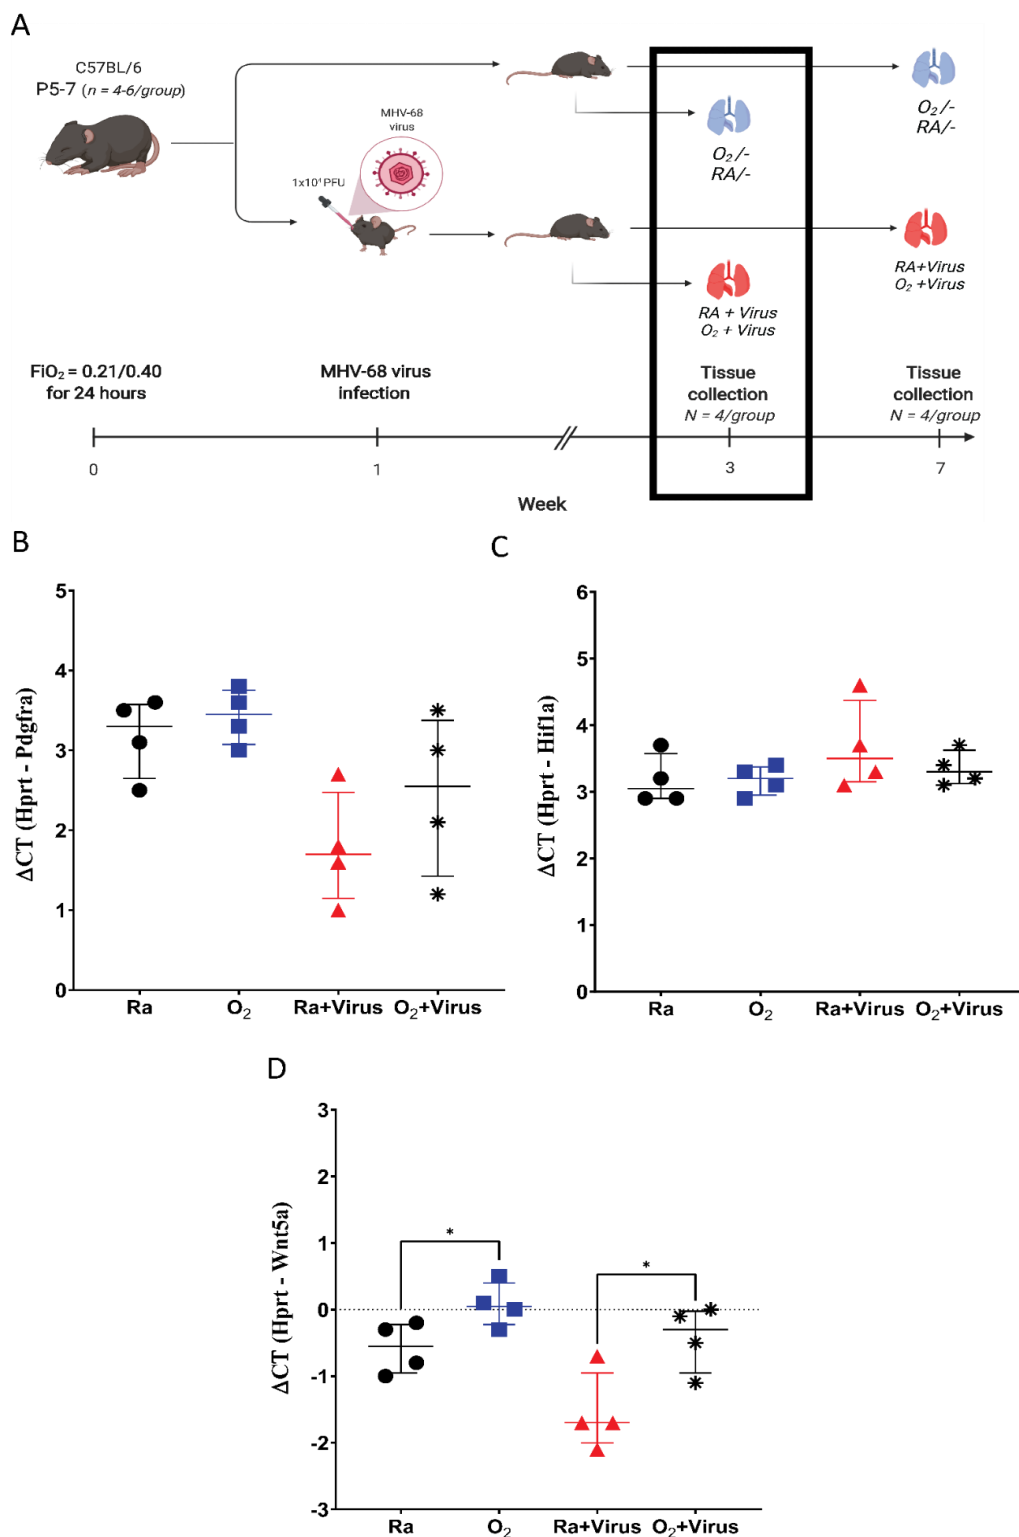 A
C57BL/6
P5-7 (n = 4-6/group)
MHV-68
virus
1x10⁴ PFU
O₂/-
RA/-
O₂/-
RA/-
RA + Virus
O₂ + Virus
RA+Virus
O₂ +Virus
FiO₂ = 0.21/0.40
for 24 hours
MHV-68 virus
infection
Tissue
collection
N = 4/group
Tissue
collection
N = 4/group
0
1
3
7
Week
B
ΔCT (Hprt - Pdgfra)
5
4
3
2
1
0
Ra
O₂
Ra+Virus
O₂+Virus
C
ΔCT (Hprt - Hif1a)
6
5
4
3
2
1
0
Ra
O₂
Ra+Virus
O₂+Virus
D
ΔCT (Hprt - Wnt5a)
3
2
1
0
-1
-2
-3
*
*
Ra
O₂
Ra+Virus
O₂+Virus